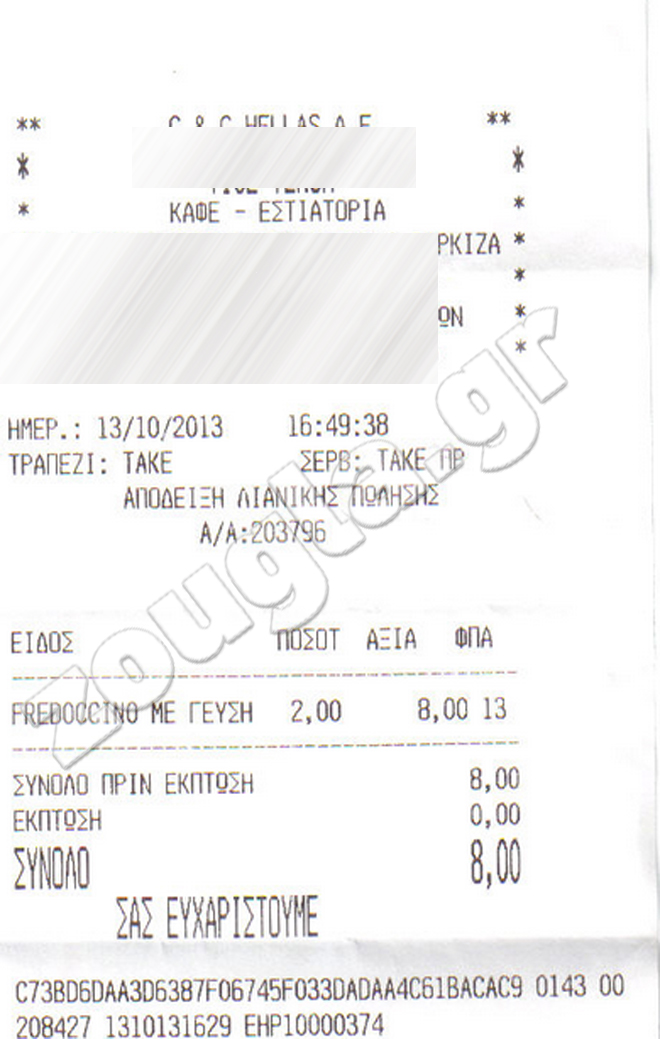 ** C & C HELLAS A.E. **
* *
* ΚΑΦΕ - ΕΣΤΙΑΤΟΡΙΑ *
ΡΚΙΖΑ *
*
ΩΝ *
*
ΗΜΕΡ.: 13/10/2013 16:49:38
ΤΡΑΠΕΖΙ: TAKE ΣΕΡΒ: TAKE ΠΒ
ΑΠΟΔΕΙΞΗ ΛΙΑΝΙΚΗΣ ΠΩΛΗΣΗΣ
Α/Α:203796
zougla.gr
ΕΙΔΟΣ ΠΟΣΟΤ ΑΞΙΑ ΦΠΑ
FREDOCCINO ΜΕ ΓΕΥΣΗ 2,00 8,00 13
ΣΥΝΟΛΟ ΠΡΙΝ ΕΚΠΤΩΣΗ 8,00
ΕΚΠΤΩΣΗ 0,00
ΣΥΝΟΛΟ 8,00
ΣΑΣ ΕΥΧΑΡΙΣΤΟΥΜΕ
C73BD6DAA3D6387F06745F033DADAA4C61BACAC9 0143 00
208427 1310131629 EHP10000374